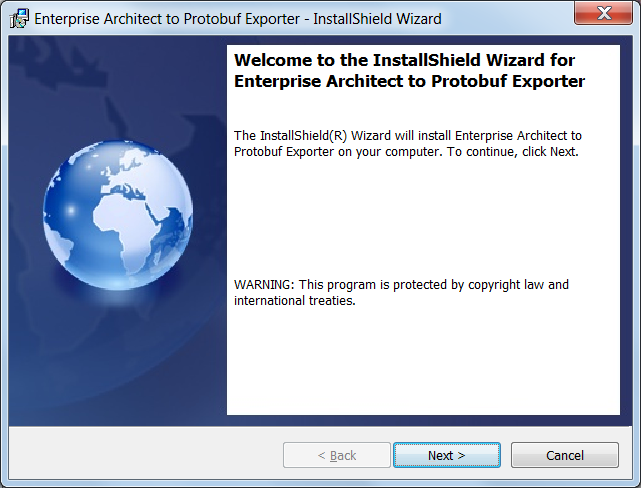 Enterprise Architect to Protobuf Exporter - InstallShield Wizard
Welcome to the InstallShield Wizard for
Enterprise Architect to Protobuf Exporter
The InstallShield(R) Wizard will install Enterprise Architect to
Protobuf Exporter on your computer. To continue, click Next.
WARNING: This program is protected by copyright law and
international treaties.
< Back
Next >
Cancel